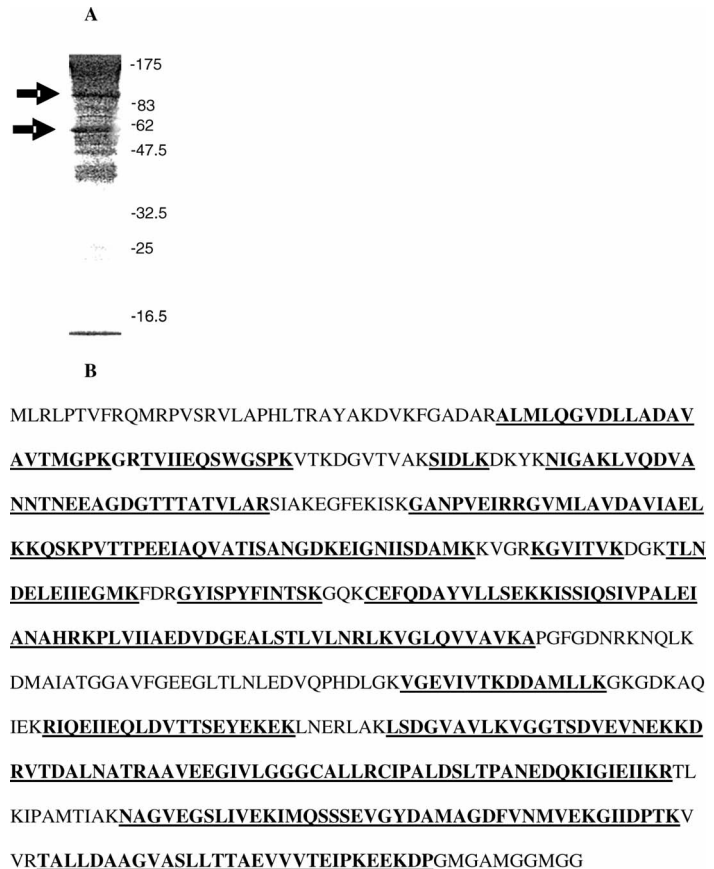 A
-175
-83
-62
-47.5
-32.5
-25
-16.5
B
MLRLPTVFRQMRPVSRVLAPHLTRAYAKDVKFGADARALMLQGVDLLADAV
AVTMGPKGRTVIIEQSWGSPKVTKDGVTVAKSIDLKDKYKNIGAKLVQDVA
NNTNEEAGDGTTTATVLARSIAKEGFEKISKGANPVEIRRGVMLAVDAVIAEL
KKQSKPVTTPEEIAQVATISANGDKEIGNIISDAMKKVGRKGVITVKDGKTLN
DELEIIEGMKFDRGYISPYFINTSKGQKCEFQDAYVLLSEKKISSIQSIVPALEI
ANAHRKPLVIIAEDVDGEALSTLVLNRLKVGLQVVAVKAPGFGDNRKNQLK
DMAIATGGAVFGEEGLTLNLEDVQPHDLGKVGEVIVTKDDAMLLKGKGDKAQ
IEKRIQEIIEQLDVTTSEYEKEKLNERLAKLSDGVAVLKVGGTSDVEVNEKKD
RVTDALNATRAAVEEGIVLGGGCALLRCIPALDSLTPANEDQKIGIEIIKRTL
KIPAMTIAKNAGVEGSLIVEKIMQSSSEVGYDAMAGDFVNMVEKGIIDPTKV
VRTALLDAAGVASLLTTAEVVVTEIPKEEKDPGMGAMGGMGG